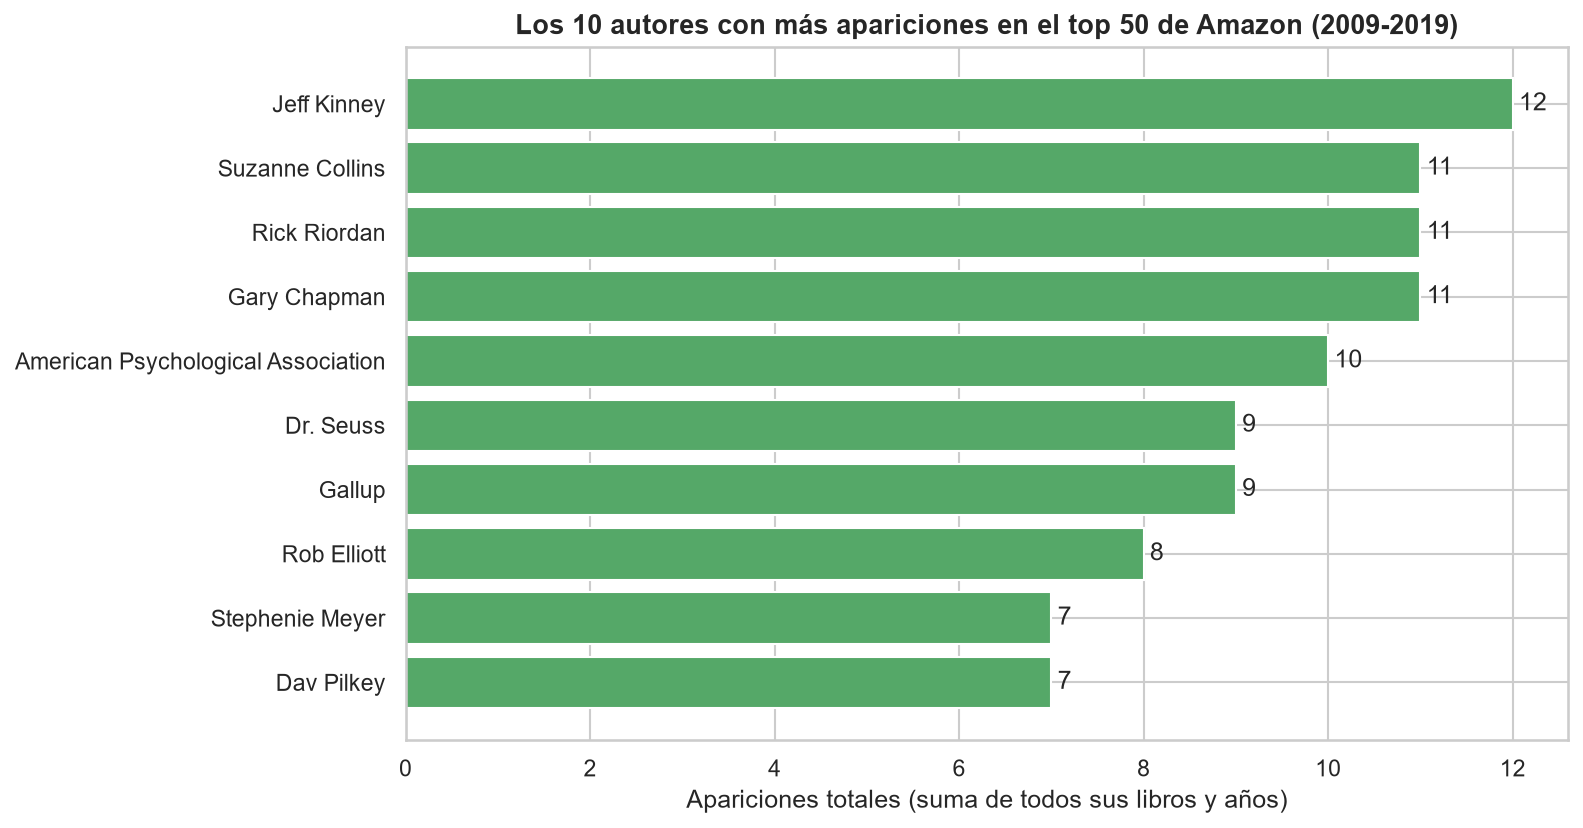 Los 10 autores con más apariciones en el top 50 de Amazon (2009-2019)
Jeff Kinney 12
Suzanne Collins 11
Rick Riordan 11
Gary Chapman 11
American Psychological Association 10
Dr. Seuss 9
Gallup 9
Rob Elliott 8
Stephenie Meyer 7
Dav Pilkey 7
0 2 4 6 8 10 12
Apariciones totales (suma de todos sus libros y años)